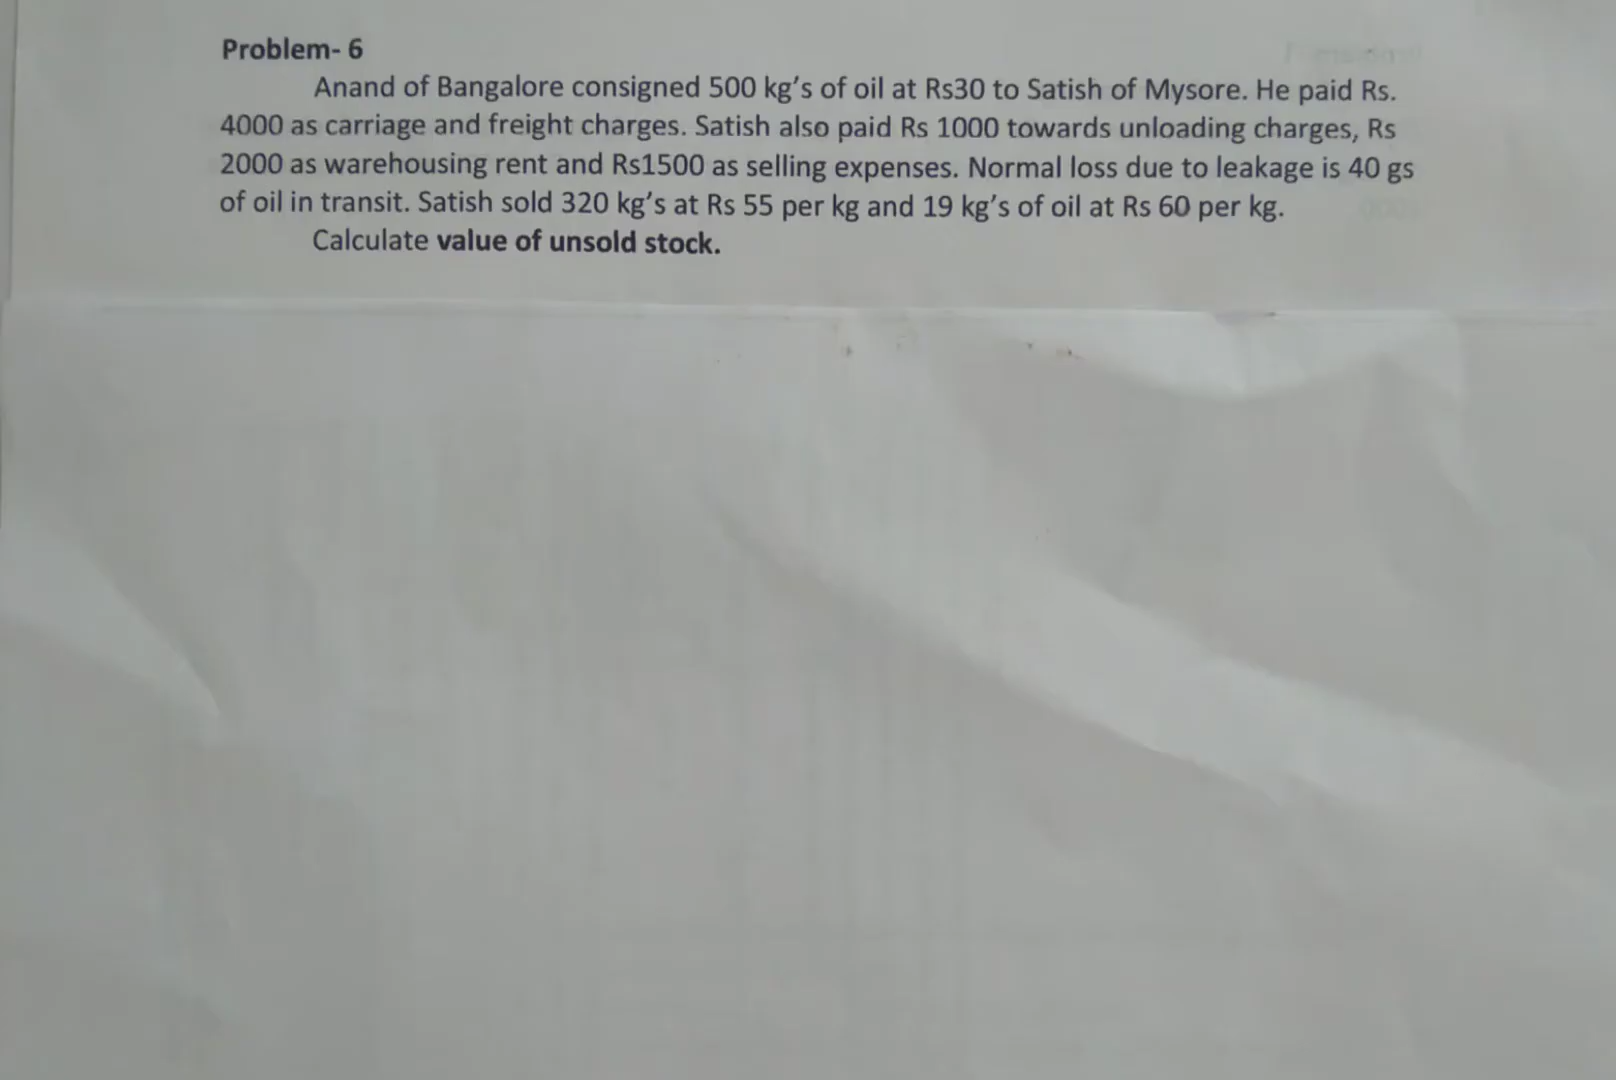 Problem- 6
Anand of Bangalore consigned 500 kg's of oil at Rs30 to Satish of Mysore. He paid Rs.
4000 as carriage and freight charges. Satish also paid Rs 1000 towards unloading charges, Rs
2000 as warehousing rent and Rs1500 as selling expenses. Normal loss due to leakage is 40 gs
of oil in transit. Satish sold 320 kg's at Rs 55 per kg and 19 kg's of oil at Rs 60 per kg.
Calculate value of unsold stock.